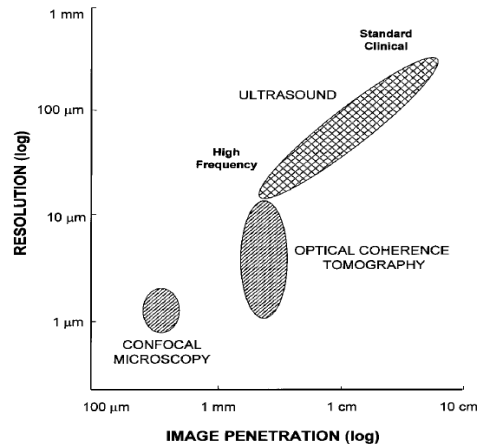 1 mm
Standard
Clinical
ULTRASOUND
100 μm
High
Frequency
RESOLUTION (log)
10 μm
OPTICAL COHERENCE
TOMOGRAPHY
1 μm
CONFOCAL
MICROSCOPY
100 μm
1 mm
1 cm
10 cm
IMAGE PENETRATION (log)